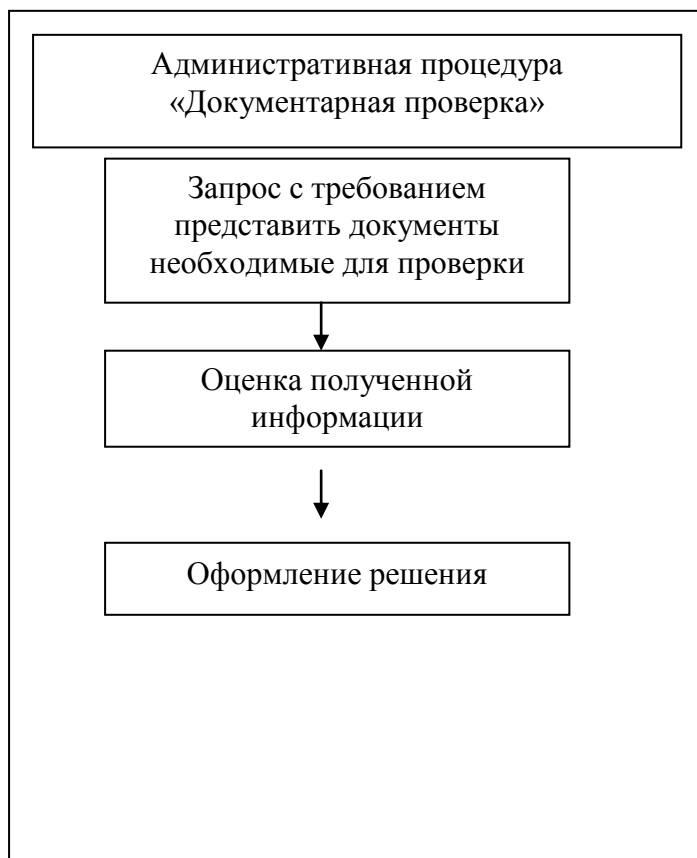 Административная процедура
«Документарная проверка»
Запрос с требованием
представить документы
необходимые для проверки
Оценка полученной
информации
Оформление решения